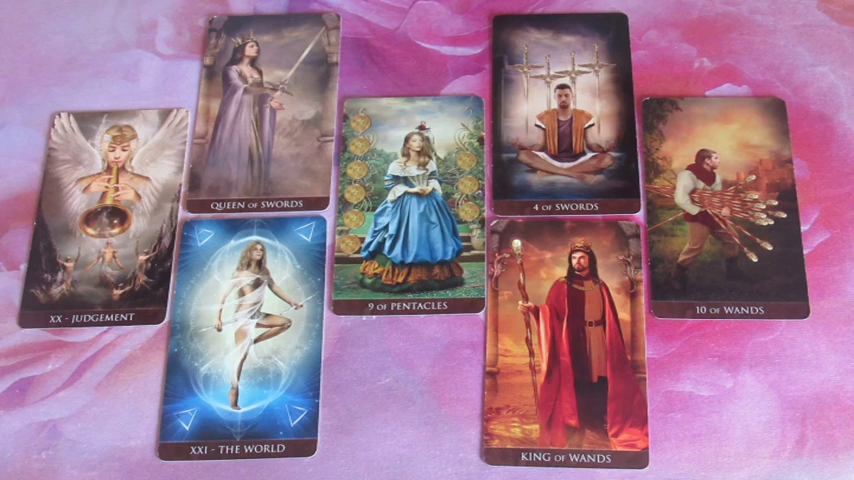 QUEEN OF SWORDS
4 OF SWORDS
XX - JUDGEMENT
9 OF PENTACLES
10 OF WANDS
XXI - THE WORLD
KING OF WANDS